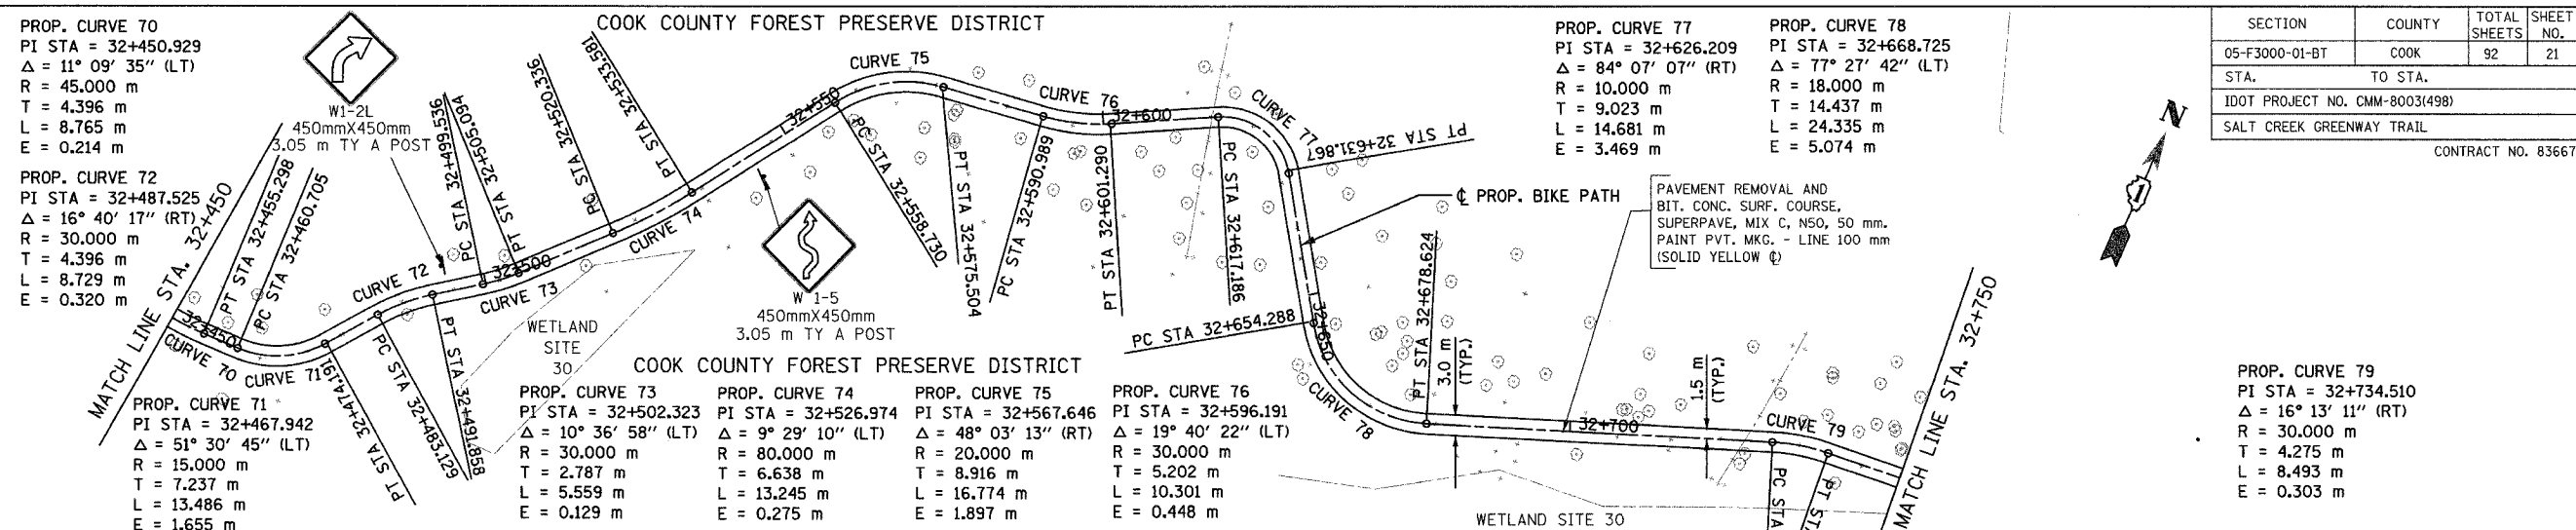 PROP. CURVE 70
PI STA = 32+450.929
Δ = 11° 09' 35" (LT)
R = 45.000 m
T = 4.396 m
L = 8.765 m
E = 0.214 m
PROP. CURVE 72
PI STA = 32+487.525
Δ = 16° 40' 17" (RT)
R = 30.000 m
T = 4.396 m
L = 8.729 m
E = 0.320 m
PROP. CURVE 71
PI STA = 32+467.942
Δ = 51° 30' 45" (LT)
R = 15.000 m
T = 7.237 m
L = 13.486 m
E = 1.655 m
W1-2L
450mmX450mm
3.05 m TY A POST
COOK COUNTY FOREST PRESERVE DISTRICT
MATCH LINE STA. 32+450
PT STA 32+455.298
PC STA 32+460.705
32+450
CURVE 70
CURVE 71
PT STA 32+474.191
CURVE 72
PC STA 32+483.129
PT STA 32+491.858
PC STA 32+499.536
PT STA 32+505.094
32+500
CURVE 73
PC STA 32+520.336
PT STA 32+533.581
CURVE 74
32+550
CURVE 75
PC STA 32+558.730
PT STA 32+575.504
CURVE 76
PC STA 32+590.989
PT STA 32+601.290
32+600
PC STA 32+617.186
CURVE 77
PT STA 32+631.867
WETLAND
SITE
30
W 1-5
450mmX450mm
3.05 m TY A POST
COOK COUNTY FOREST PRESERVE DISTRICT
PROP. CURVE 73
PI STA = 32+502.323
Δ = 10° 36' 58" (LT)
R = 30.000 m
T = 2.787 m
L = 5.559 m
E = 0.129 m
PROP. CURVE 74
PI STA = 32+526.974
Δ = 9° 29' 10" (LT)
R = 80.000 m
T = 6.638 m
L = 13.245 m
E = 0.275 m
PROP. CURVE 75
PI STA = 32+567.646
Δ = 48° 03' 13" (RT)
R = 20.000 m
T = 8.916 m
L = 16.774 m
E = 1.897 m
PROP. CURVE 76
PI STA = 32+596.191
Δ = 19° 40' 22" (LT)
R = 30.000 m
T = 5.202 m
L = 10.301 m
E = 0.448 m
PROP. CURVE 77
PI STA = 32+626.209
Δ = 84° 07' 07" (RT)
R = 10.000 m
T = 9.023 m
L = 14.681 m
E = 3.469 m
PROP. CURVE 78
PI STA = 32+668.725
Δ = 77° 27' 42" (LT)
R = 18.000 m
T = 14.437 m
L = 24.335 m
E = 5.074 m
℄ PROP. BIKE PATH
PAVEMENT REMOVAL AND
BIT. CONC. SURF. COURSE,
SUPERPAVE, MIX C, N50, 50 mm.
PAINT PVT. MKG. - LINE 100 mm
(SOLID YELLOW ℄)
PC STA 32+654.288
32+650
CURVE 78
PT STA 32+678.624
3.0 m
(TYP.)
32+700
1.5 m
(TYP.)
CURVE 79
PC STA
PT STA
MATCH LINE STA. 32+750
WETLAND SITE 30
N
1
SECTION COUNTY TOTAL SHEETS SHEET NO.
05-F3000-01-BT COOK 92 21
STA. TO STA.
IDOT PROJECT NO. CMM-8003(498)
SALT CREEK GREENWAY TRAIL
CONTRACT NO. 83667
PROP. CURVE 79
PI STA = 32+734.510
Δ = 16° 13' 11" (RT)
R = 30.000 m
T = 4.275 m
L = 8.493 m
E = 0.303 m